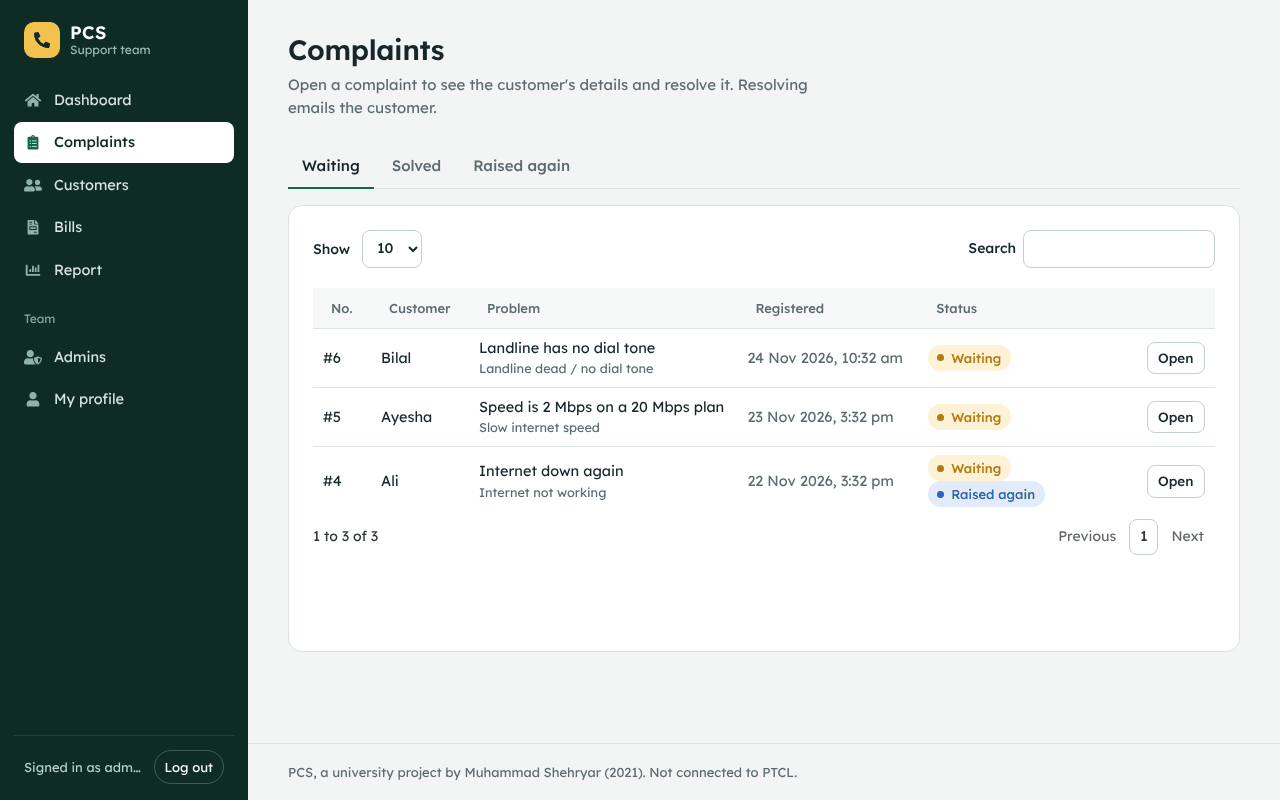 PCS
Support team
Dashboard
Complaints
Customers
Bills
Report
Team
Admins
My profile
Signed in as adm...
Log out
Complaints
Open a complaint to see the customer's details and resolve it. Resolving
emails the customer.
Waiting Solved Raised again
Show 10 Search
No. Customer Problem Registered Status
#6 Bilal Landline has no dial tone 24 Nov 2026, 10:32 am Waiting Open
Landline dead / no dial tone
#5 Ayesha Speed is 2 Mbps on a 20 Mbps plan 23 Nov 2026, 3:32 pm Waiting Open
Slow internet speed
#4 Ali Internet down again 22 Nov 2026, 3:32 pm Waiting Open
Internet not working Raised again
1 to 3 of 3 Previous 1 Next
PCS, a university project by Muhammad Shehryar (2021). Not connected to PTCL.